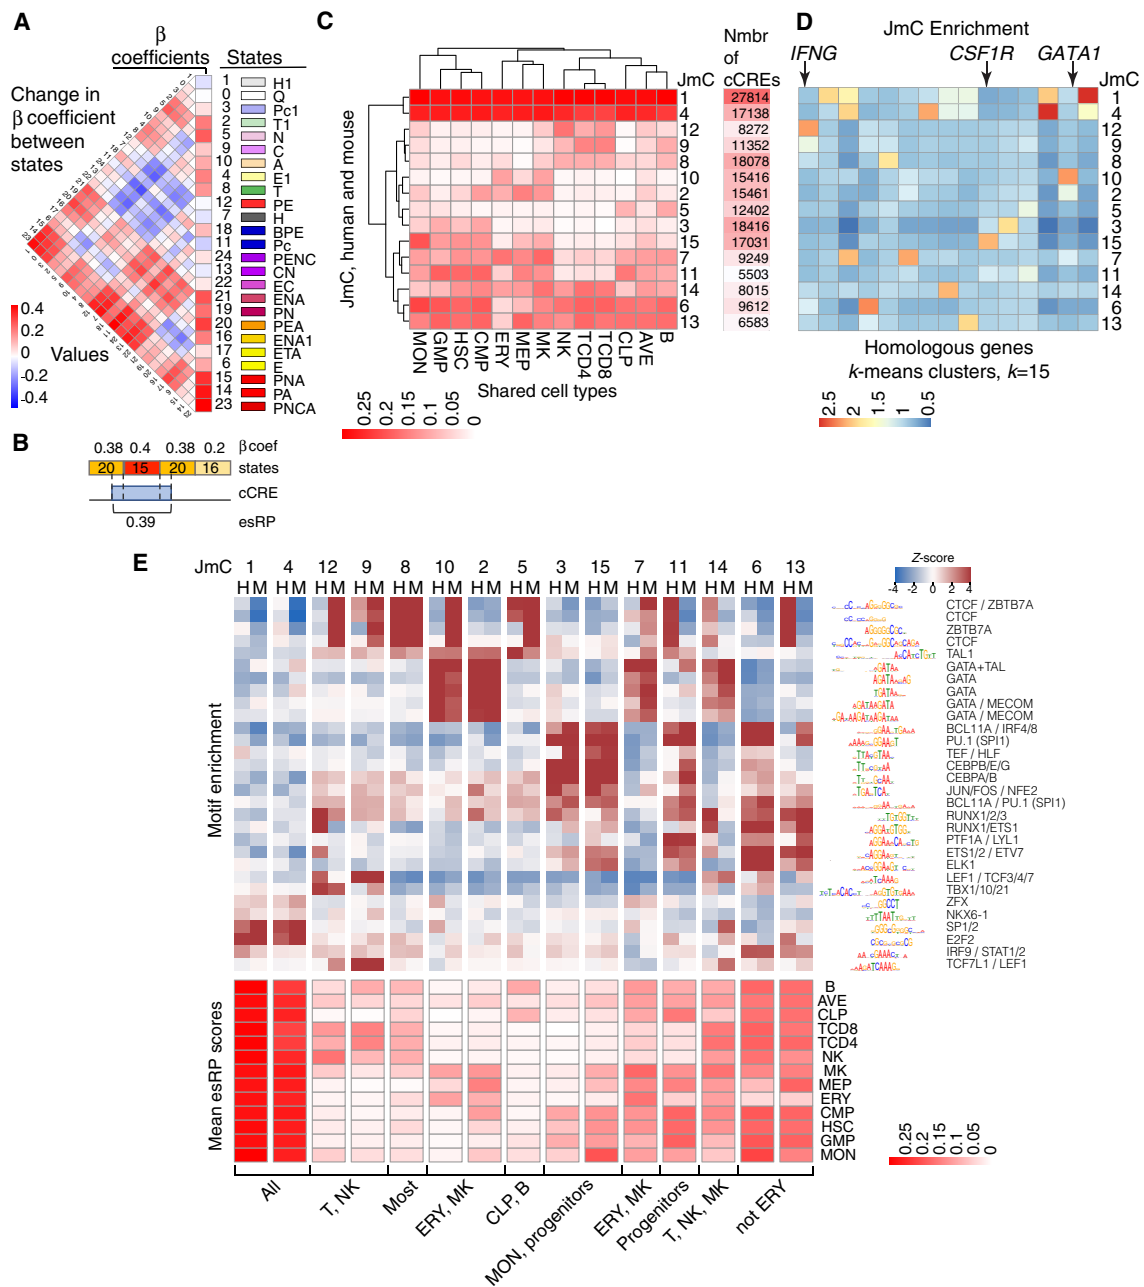 A
β
coefficients
States
Change in
β coefficient
between
states
1 H1
0 Q
3 Pc1
2 T1
5 N
9 C
10 A
4 E1
8 T
12 PE
7 H
18 BPE
11 Pc
24 PENC
13 CN
22 EC
21 ENA
19 PN
20 PEA
16 ENA1
17 ETA
6 E
15 PNA
14 PA
23 PNCA
0.4
0.2
0
-0.2
-0.4
Values
B
0.38 0.4 0.38 0.2 β coef
20 15 20 16 states
cCRE
0.39 esRP
C
Nmbr
of
cCREs
JmC
JmC, human and mouse
1 27814
4 17138
12 8272
9 11352
8 18078
10 15416
2 15461
5 12402
3 18416
15 17031
7 9249
11 5503
14 8015
6 9612
13 6583
MON GMP HSC CMP ERY MEP MK NK TCD4 TCD8 CLP AVE B
Shared cell types
0.25 0.2 0.15 0.1 0.05 0
D
JmC Enrichment
IFNG CSF1R GATA1
JmC
1
4
12
9
8
10
2
5
3
15
7
11
14
6
13
Homologous genes
k-means clusters, k=15
2.5 2 1.5 1 0.5
E
JmC 1 4 12 9 8 10 2 5 3 15 7 11 14 6 13
H M H M H M H M H M H M H M H M H M H M H M H M H M H M H M
Z-score
-4 -2 0 2 4
Motif enrichment
CTCF / ZBTB7A
CTCF
ZBTB7A
CTCF
TAL1
GATA+TAL
GATA
GATA
GATA / MECOM
GATA / MECOM
BCL11A / IRF4/8
PU.1 (SPI1)
TEF / HLF
CEBPB/E/G
CEBPA/B
JUN/FOS / NFE2
BCL11A / PU.1 (SPI1)
RUNX1/2/3
RUNX1/ETS1
PTF1A / LYL1
ETS1/2 / ETV7
ELK1
LEF1 / TCF3/4/7
TBX1/10/21
ZFX
NKX6-1
SP1/2
E2F2
IRF9 / STAT1/2
TCF7L1 / LEF1
Mean esRP scores
B
AVE
CLP
TCD8
TCD4
NK
MK
MEP
ERY
CMP
HSC
GMP
MON
All
T, NK
Most
ERY, MK
CLP, B
MON, progenitors
ERY, MK
Progenitors
T, NK, MK
not ERY
0.25 0.2 0.15 0.1 0.05 0